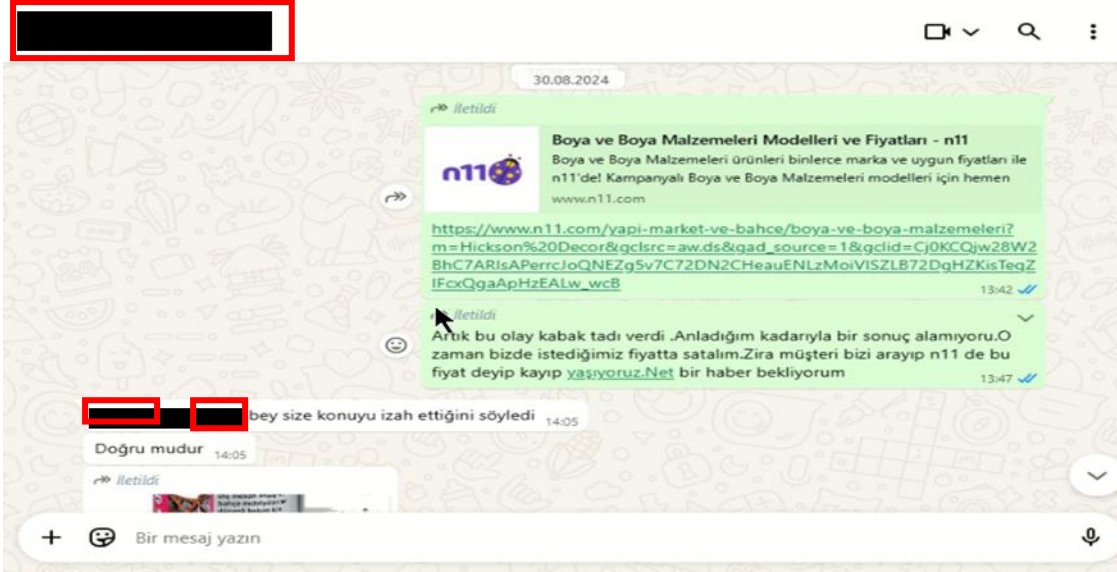 30.08.2024
İletildi
Boya ve Boya Malzemeleri Modelleri ve Fiyatları - n11
Boya ve Boya Malzemeleri ürünleri binlerce marka ve uygun fiyatları ile
n11'de! Kampanyalı Boya ve Boya Malzemeleri modelleri için hemen
n11
www.n11.com
https://www.n11.com/yapi-market-ve-bahce/boya-ve-boya-malzemeleri?
m=Hickson%20Decor&gclsrc=aw.ds&gad_source=1&gclid=Cj0KCQjw28W2
BhC7ARIsAPerrcJoQNEZg5v7C72DN2CHeauENLzMoiVISZLB72DgHZKisTeqZ
IFcxQgaApHzEALw_wcB
13:42
İletildi
Artık bu olay kabak tadı verdi .Anladığım kadarıyla bir sonuç alamıyoru.O
zaman bizde istediğimiz fiyatta satalım.Zira müşteri bizi arayıp n11 de bu
fiyat deyip kayıp yaşıyoruz.Net bir haber bekliyorum
13:47
bey size konuyu izah ettiğini söyledi 14:05
Doğru mudur 14:05
İletildi
Bir mesaj yazın